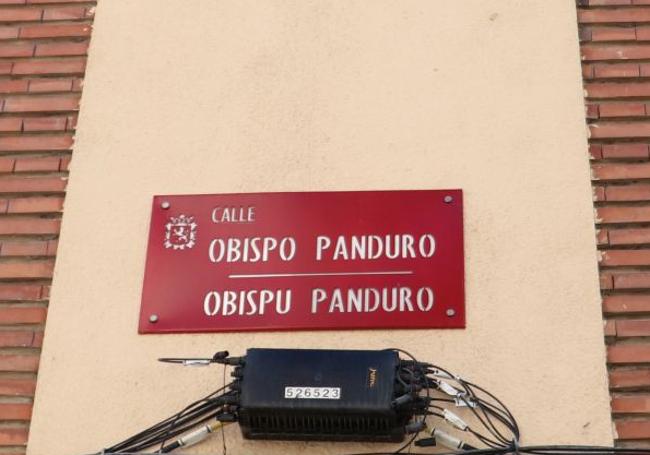 CALLE
OBISPO PANDURO
OBISPU PANDURO
526523